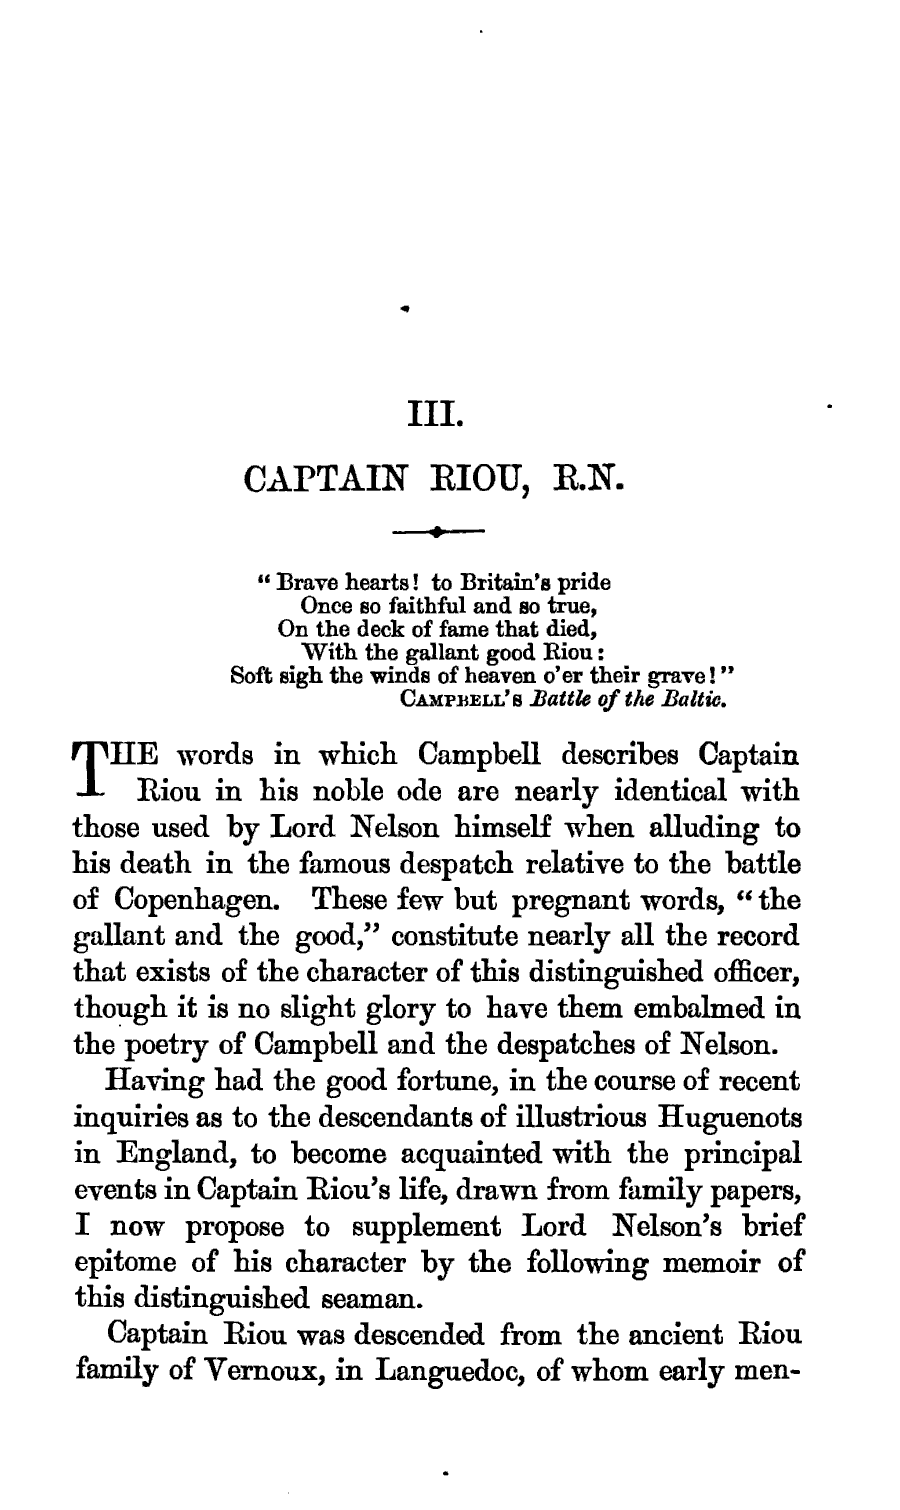 III.
CAPTAIN RIOU, R.N.
“Brave hearts! to Britain's pride
Once so faithful and so true,
On the deck of fame that died,
With the gallant good Riou:
Soft sigh the winds of heaven o'er their grave!”
CAMPBELL'S Battle of the Baltic.
THE words in which Campbell describes Captain
Riou in his noble ode are nearly identical with
those used by Lord Nelson himself when alluding to
his death in the famous despatch relative to the battle
of Copenhagen. These few but pregnant words, “the
gallant and the good,” constitute nearly all the record
that exists of the character of this distinguished officer,
though it is no slight glory to have them embalmed in
the poetry of Campbell and the despatches of Nelson.
Having had the good fortune, in the course of recent
inquiries as to the descendants of illustrious Huguenots
in England, to become acquainted with the principal
events in Captain Riou's life, drawn from family papers,
I now propose to supplement Lord Nelson's brief
epitome of his character by the following memoir of
this distinguished seaman.
Captain Riou was descended from the ancient Riou
family of Vernoux, in Languedoc, of whom early men-